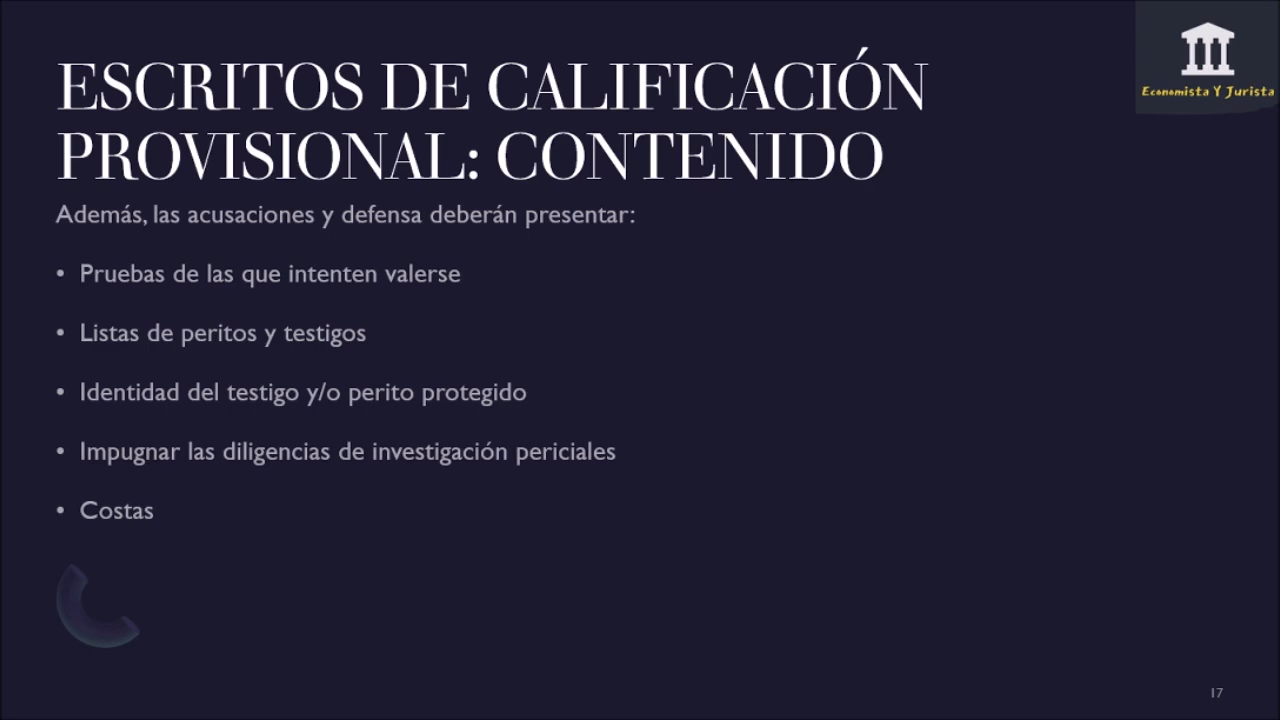 ESCRITOS DE CALIFICACIÓN
PROVISIONAL: CONTENIDO
Economista Y Jurista
Además, las acusaciones y defensa deberán presentar:
• Pruebas de las que intenten valerse
• Listas de peritos y testigos
• Identidad del testigo y/o perito protegido
• Impugnar las diligencias de investigación periciales
• Costas
17